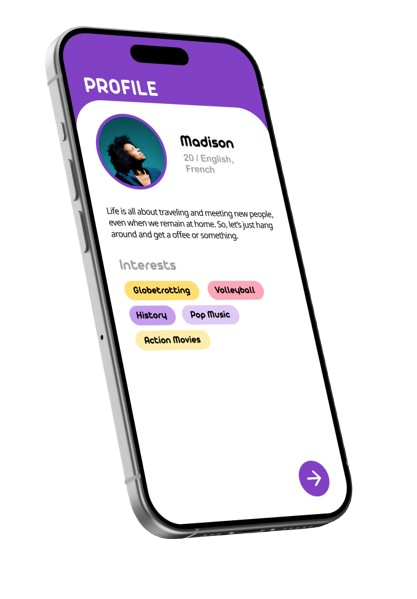 PROFILE
Madison
20 / English,
French
Life is all about traveling and meeting new people,
even when we remain at home. So, let's just hang
around and get a offee or something.
Interests
Globetrotting
Volleyball
History
Pop Music
Action Movies